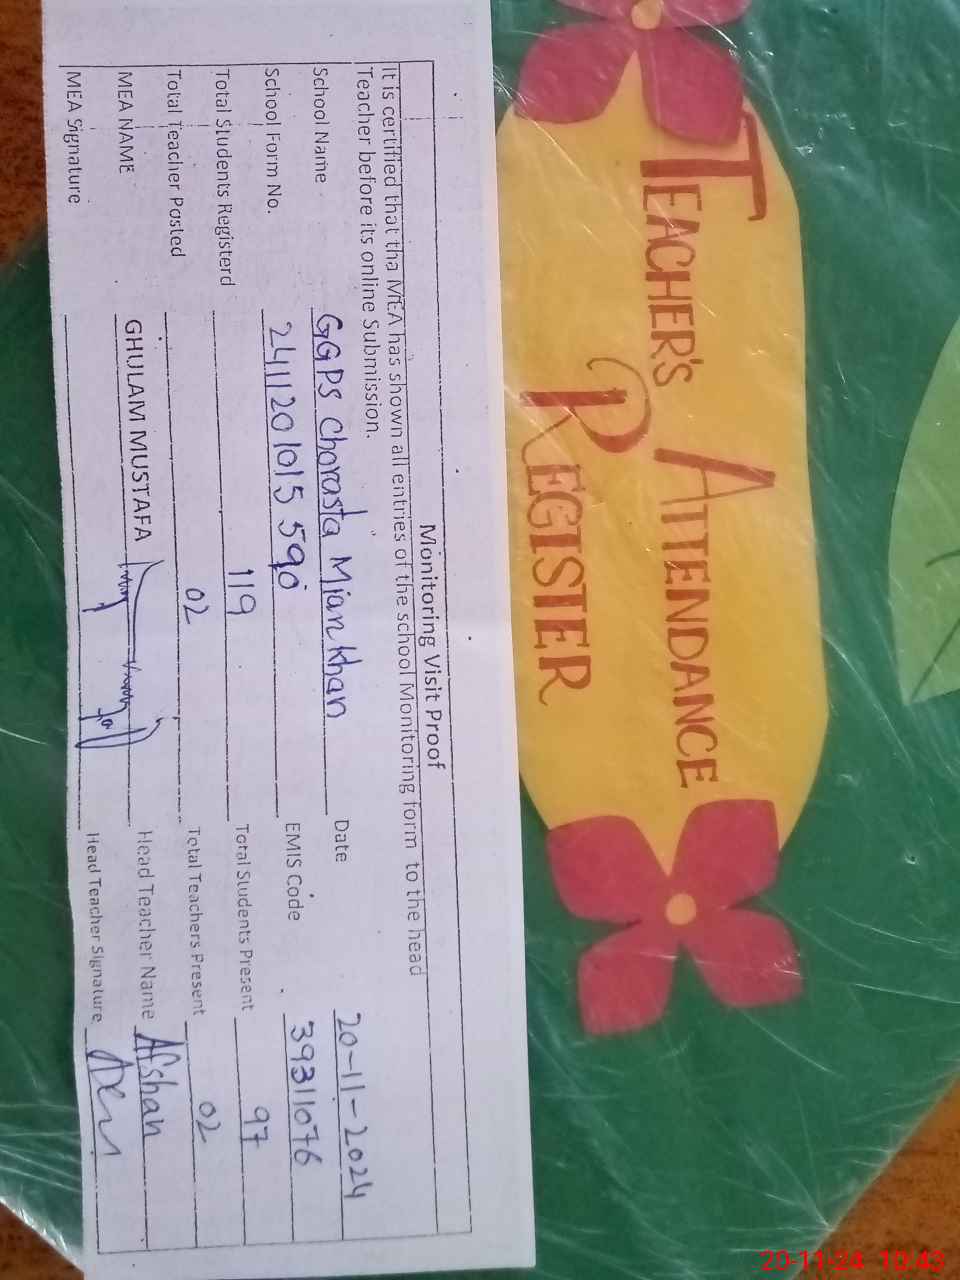 TEACHER'S ATTENDANCE
REGISTER
Monitoring Visit Proof
It is certified that tha MEA has shown all entries of the school Monitoring form to the head
Teacher before its online Submission.
School Name GGPS Chorasta Mian Khan Date 20-11-2024
School Form No. 2411201015590 EMIS Code 39311076
Total Students Registerd 119 Total Students Present 97
Total Teacher Posted 02 Total Teachers Present 02
MEA NAME GHULAM MUSTAFA Head Teacher Name Afshan
MEA Signature Head Teacher Signature
20-11-24 10:43